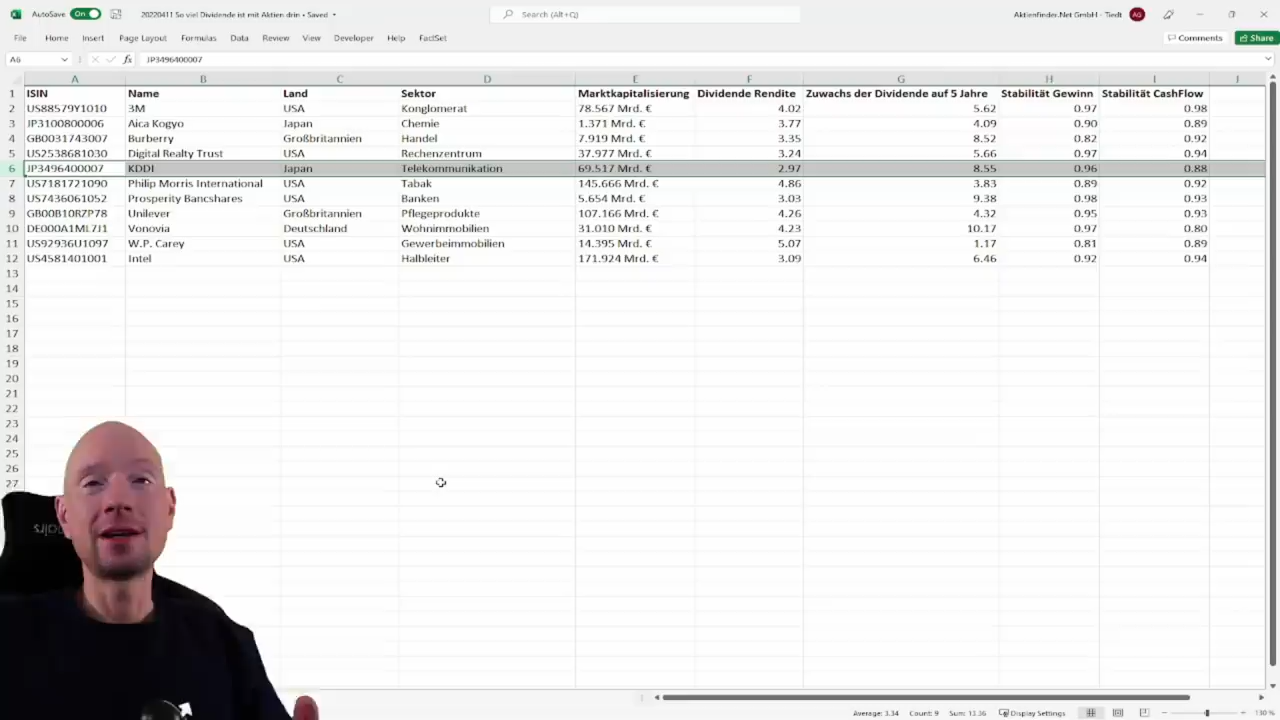 AutoSave On 20220411 So viel Dividende ist mit Aktien drin • Saved Search (Alt+Q) Aktienfinder.Net GmbH - Tiedt AG
File Home Insert Page Layout Formulas Data Review View Developer Help FactSet Comments Share
A6 fx JP3496400007
A B C D E F G H I J
1 ISIN Name Land Sektor Marktkapitalisierung Dividende Rendite Zuwachs der Dividende auf 5 Jahre Stabilität Gewinn Stabilität CashFlow
2 US88579Y1010 3M USA Konglomerat 78.567 Mrd. € 4.02 5.62 0.97 0.98
3 JP3100800006 Aica Kogyo Japan Chemie 1.371 Mrd. € 3.77 4.09 0.90 0.89
4 GB0031743007 Burberry Großbritannien Handel 7.919 Mrd. € 3.35 8.52 0.82 0.92
5 US2538681030 Digital Realty Trust USA Rechenzentrum 37.977 Mrd. € 3.24 5.66 0.97 0.94
6 JP3496400007 KDDI Japan Telekommunikation 69.517 Mrd. € 2.97 8.55 0.96 0.88
7 US7181721090 Philip Morris International USA Tabak 145.666 Mrd. € 4.86 3.83 0.89 0.92
8 US7436061052 Prosperity Bancshares USA Banken 5.654 Mrd. € 3.03 9.38 0.98 0.93
9 GB00B10RZP78 Unilever Großbritannien Pflegeprodukte 107.166 Mrd. € 4.26 4.32 0.95 0.93
10 DE000A1ML7J1 Vonovia Deutschland Wohnimmobilien 31.010 Mrd. € 4.23 10.17 0.97 0.80
11 US92936U1097 W.P. Carey USA Gewerbeimmobilien 14.395 Mrd. € 5.07 1.17 0.81 0.89
12 US4581401001 Intel USA Halbleiter 171.924 Mrd. € 3.09 6.46 0.92 0.94
13
14
15
16
17
18
19
20
21
22
23
24
25
26
27
Average: 3.34 Count: 9 Sum: 13.36 Display Settings 130 %